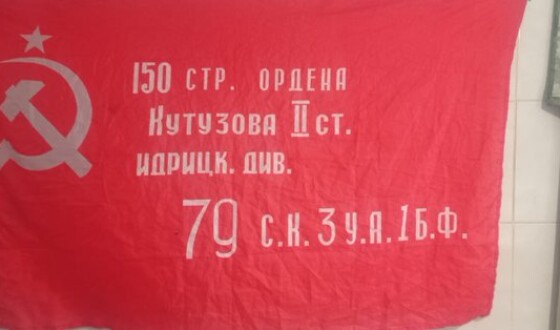 150 СТР. ОРДЕНА
КУТУЗОВА II СТ.
ИДРИЦК. ДИВ.
79 С.К. 3 У.А. 1 Б.Ф.